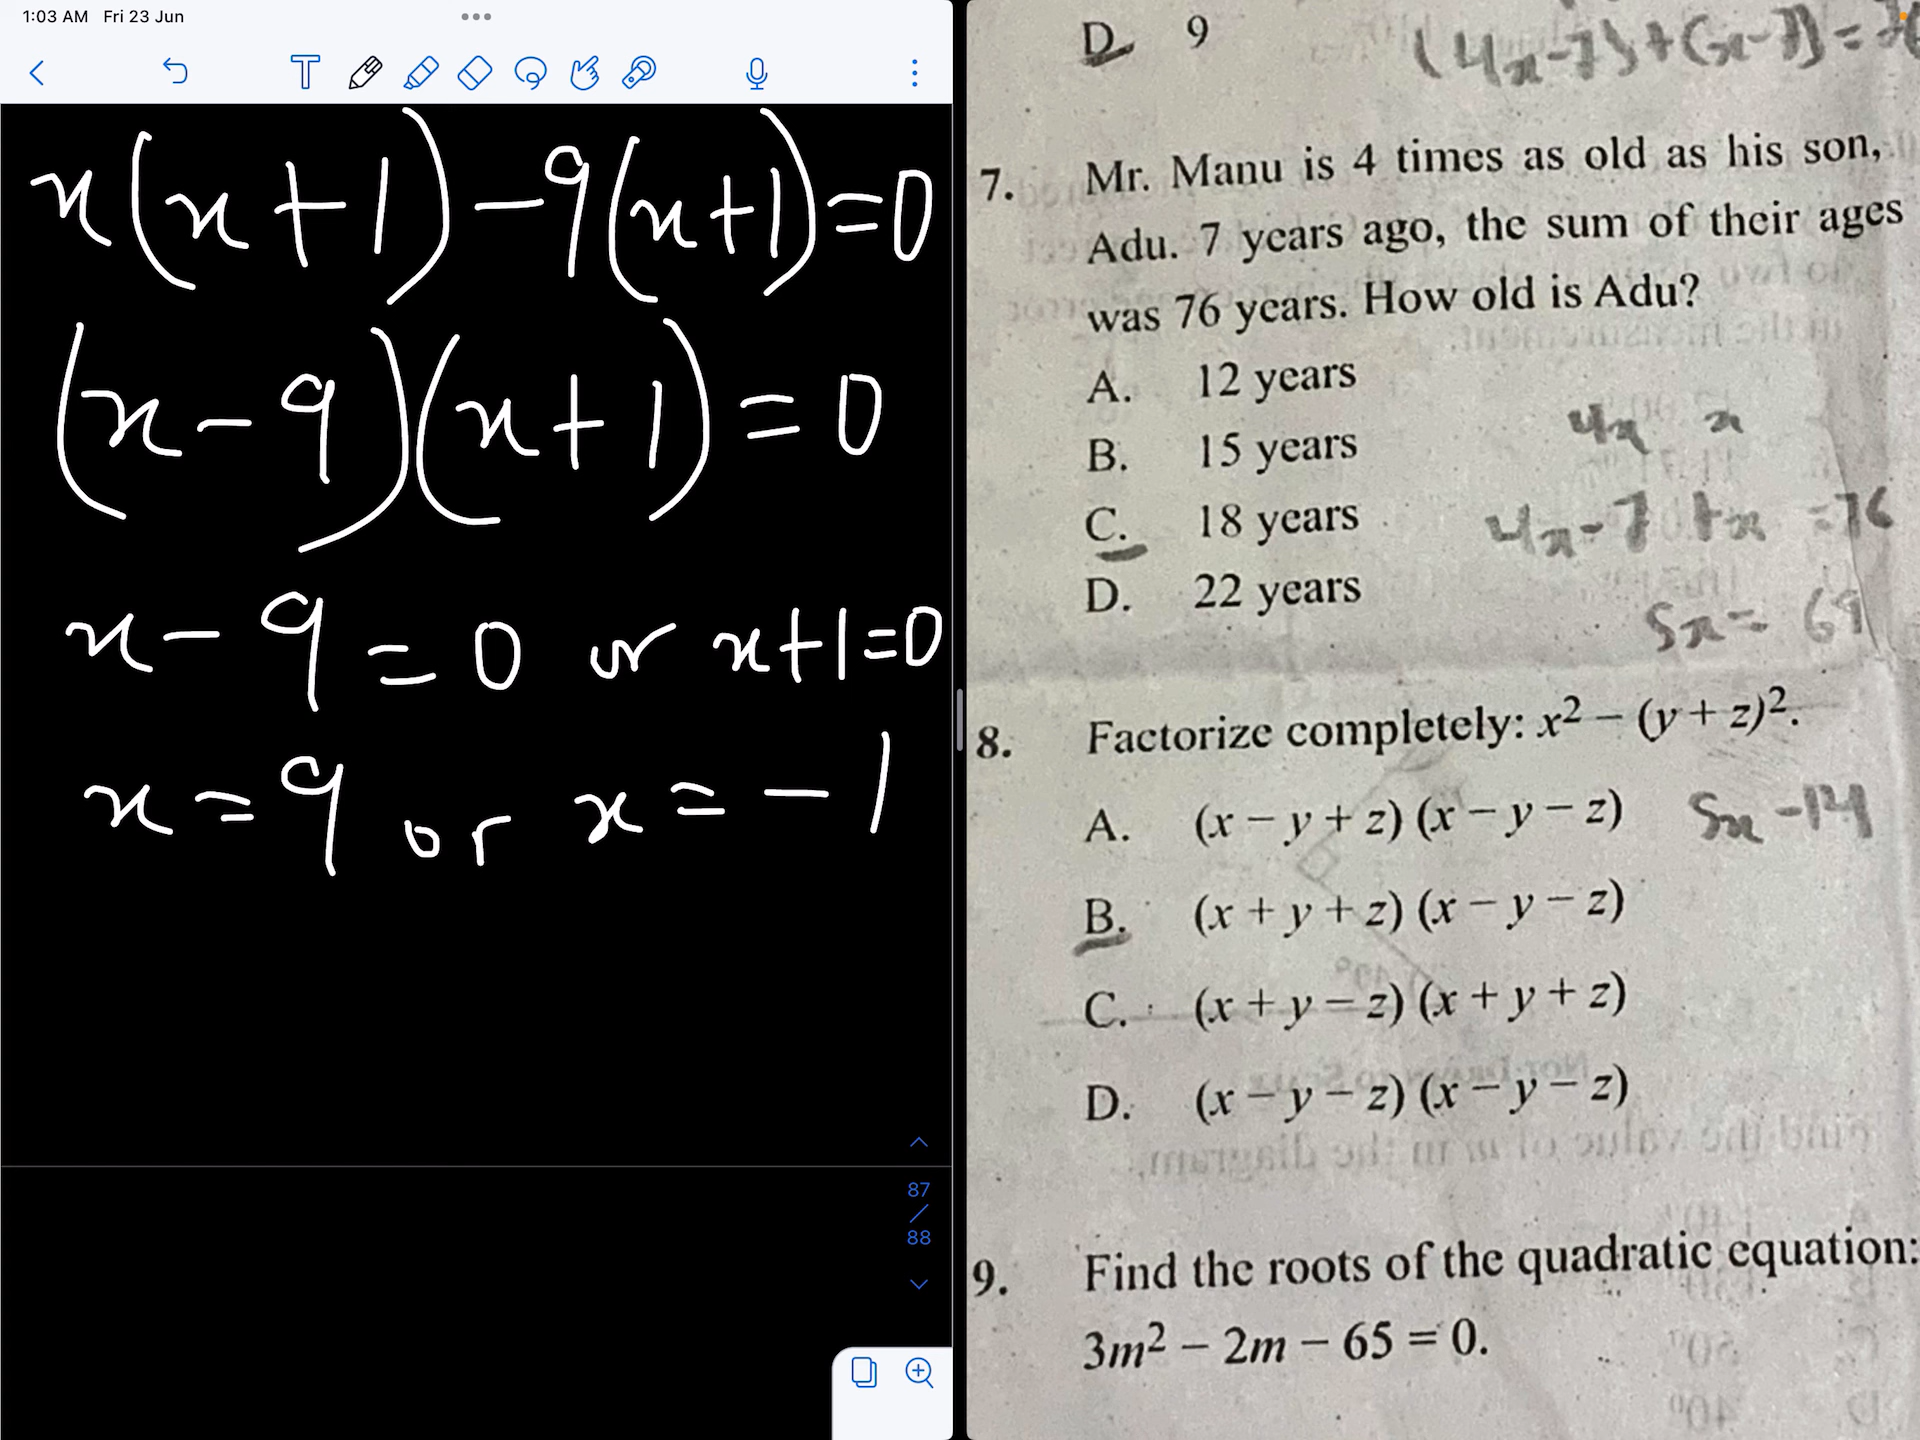 1:03 AM Fri 23 Jun
x(x+1)-9(x+1)=0
(x-9)(x+1)=0
x-9=0 or x+1=0
x=9 or x=-1
87
/
88
D. 9
(4x-7)+(x-7)=76
7. Mr. Manu is 4 times as old as his son,
Adu. 7 years ago, the sum of their ages
was 76 years. How old is Adu?
A. 12 years
B. 15 years
4x x
C. 18 years
4x-7+x=76
D. 22 years
5x=69
8. Factorize completely: x² – (y + z)².
A. (x – y + z) (x – y – z)
5x-14
B. (x + y + z) (x – y – z)
C. (x + y – z) (x + y + z)
D. (x – y – z) (x – y – z)
9. Find the roots of the quadratic equation:
3m² – 2m – 65 = 0.